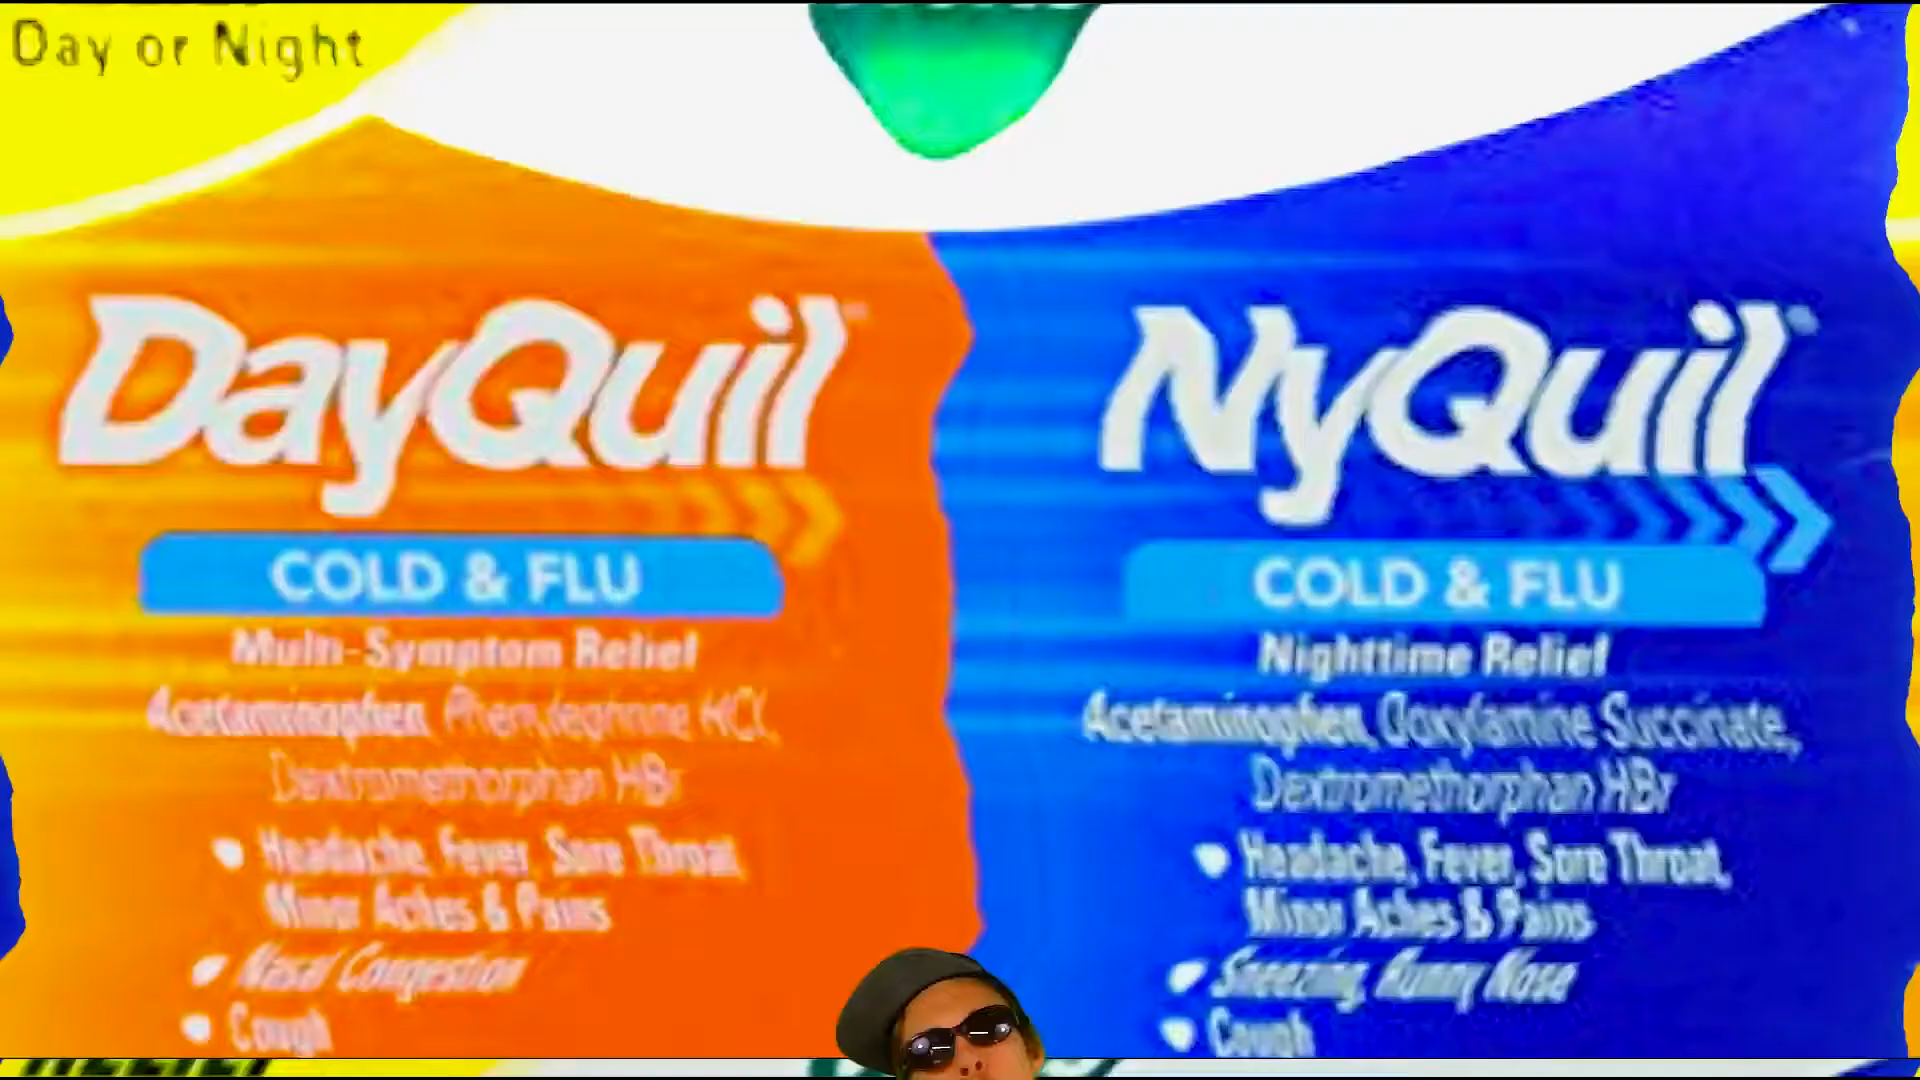 Day or Night
DayQuil™
COLD & FLU
Multi-Symptom Relief
Acetaminophen, Phenylephrine HCl,
Dextromethorphan HBr
• Headache, Fever, Sore Throat,
Minor Aches & Pains
• Nasal Congestion
• Cough
NyQuil
COLD & FLU
Nighttime Relief
Acetaminophen, Doxylamine Succinate,
Dextromethorphan HBr
• Headache, Fever, Sore Throat,
Minor Aches & Pains
• Sneezing, Runny Nose
• Cough